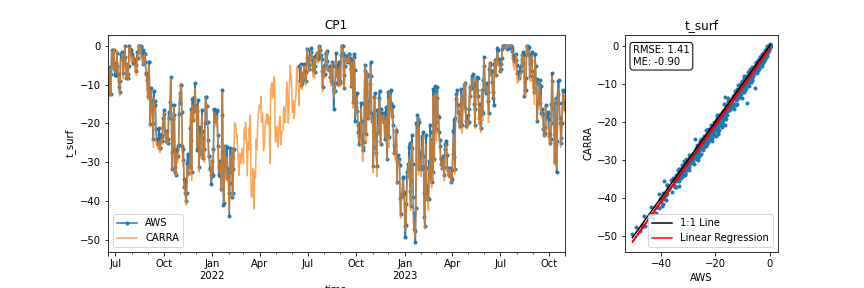 CP1
t_surf
0
−10
−20
−30
−40
−50
t_surf
AWS
CARRA
Jul
Oct
Jan
2022
Apr
Jul
Oct
Jan
2023
Apr
Jul
Oct
time
t_surf
RMSE: 1.41
ME: -0.90
0
−10
−20
−30
−40
−50
CARRA
1:1 Line
Linear Regression
−40
−20
0
AWS